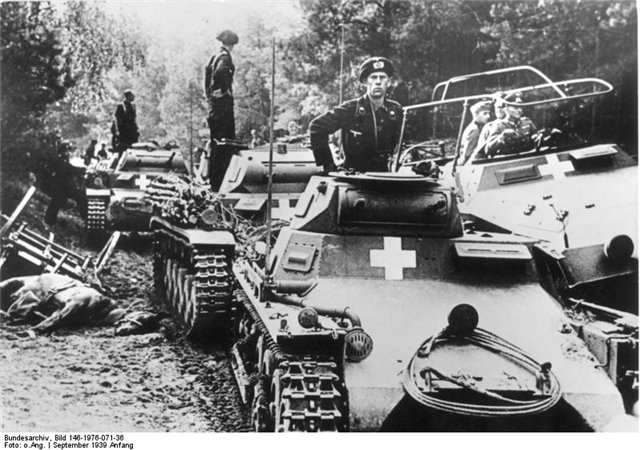 Bundesarchiv, Bild 146-1976-071-36
Foto: o.Ang. | September 1939 Anfang